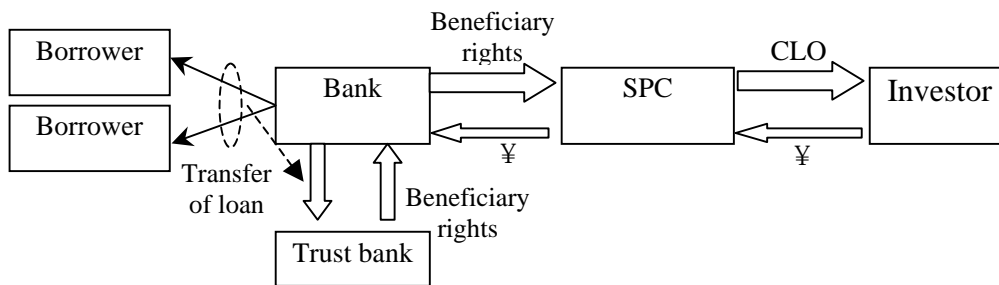 Borrower
Borrower
Bank
Beneficiary
rights
SPC
CLO
Investor
¥
¥
Transfer
of loan
Beneficiary
rights
Trust bank